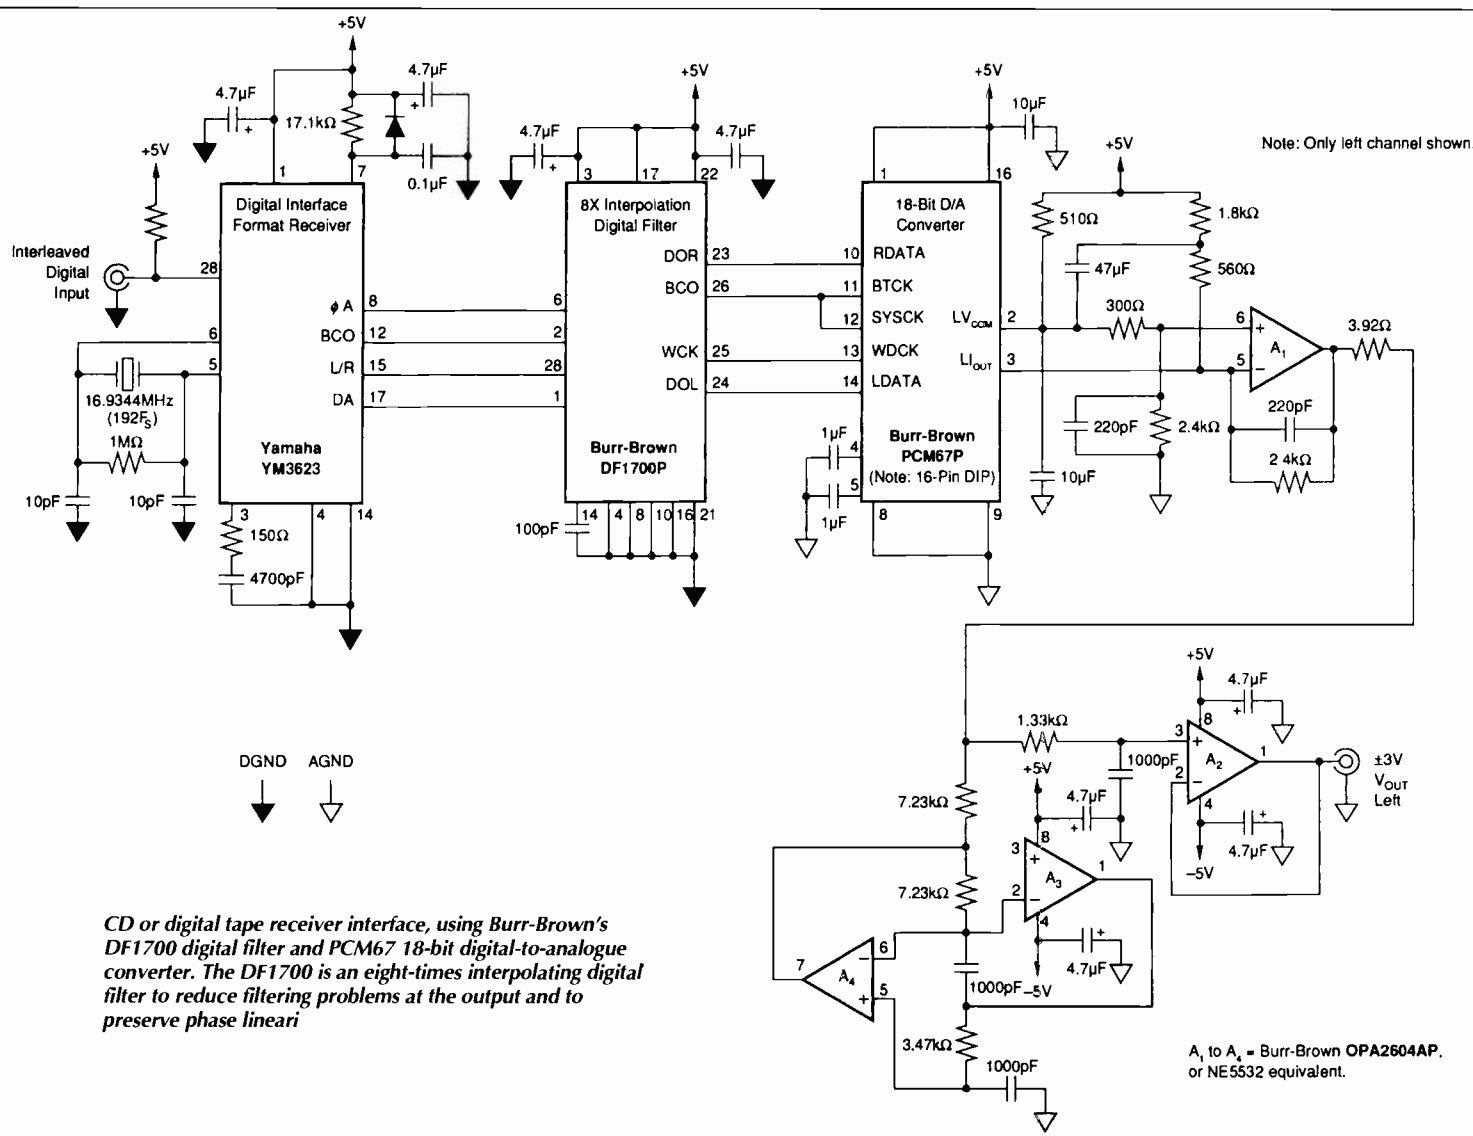 +5V
4.7µF
17.1kΩ
4.7µF
0.1µF
+5V
Interleaved
Digital
Input
28
1
7
Digital Interface
Format Receiver
φA
8
BCO
12
L/R
15
DA
17
6
5
16.9344MHz
(192FS)
1MΩ
10pF
10pF
Yamaha
YM3623
3
4
14
150Ω
4700pF
+5V
4.7µF
4.7µF
3
17
22
8X Interpolation
Digital Filter
6
2
28
1
DOR
23
BCO
26
WCK
25
DOL
24
Burr-Brown
DF1700P
100pF
14
4
8
10
16
21
+5V
10µF
1
16
18-Bit D/A
Converter
10
RDATA
11
BTCK
12
SYSCK
13
WDCK
14
LDATA
LVCOM
2
LIOUT
3
Burr-Brown
PCM67P
(Note: 16-Pin DIP)
1µF
4
5
1µF
8
9
Note: Only left channel shown.
+5V
510Ω
1.8kΩ
47µF
560Ω
300Ω
6
+
A1
5
−
3.92Ω
220pF
2.4kΩ
10µF
220pF
2 4kΩ
DGND
AGND
+5V
4.7µF
1.33kΩ
3
8
+
A2
1
2
−
4
1000pF
4.7µF
−5V
±3V
VOUT
Left
+5V
4.7µF
7.23kΩ
7.23kΩ
3
8
+
A3
1
2
−
4
4.7µF
−5V
7
A4
6
−
5
+
1000pF
3.47kΩ
1000pF
CD or digital tape receiver interface, using Burr-Brown's
DF1700 digital filter and PCM67 18-bit digital-to-analogue
converter. The DF1700 is an eight-times interpolating digital
filter to reduce filtering problems at the output and to
preserve phase lineari
A1 to A4 = Burr-Brown OPA2604AP,
or NE5532 equivalent.